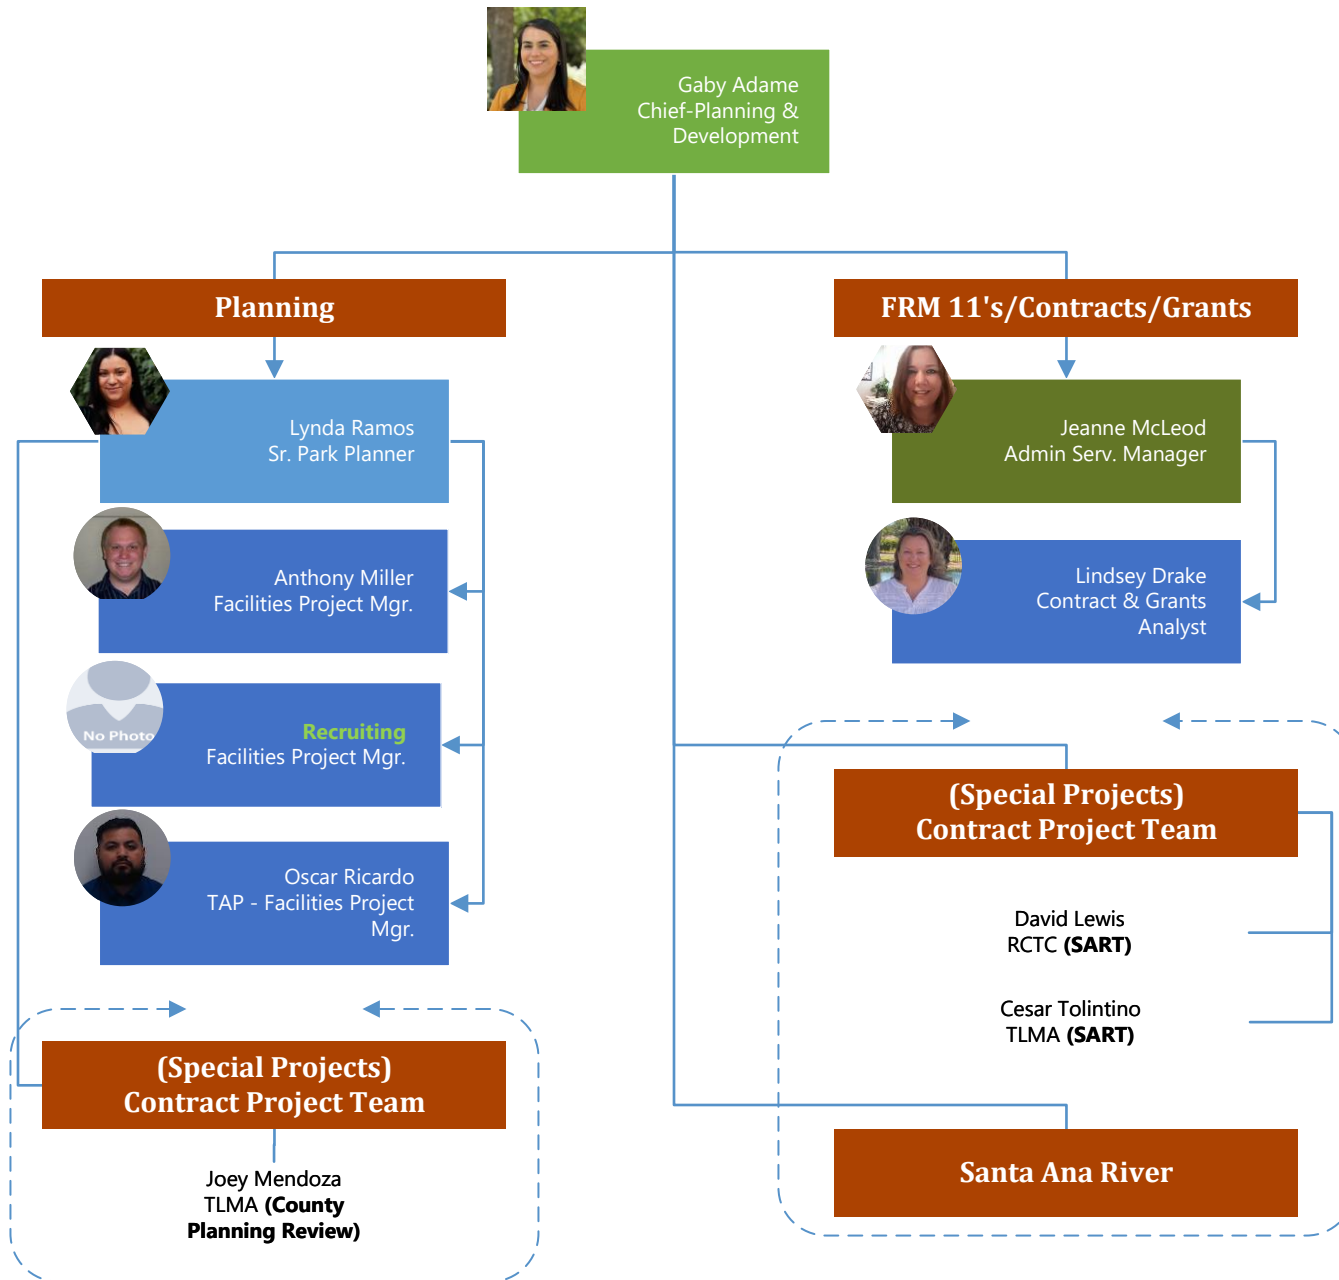 Gaby Adame
Chief-Planning &
Development
Planning
FRM 11's/Contracts/Grants
Lynda Ramos
Sr. Park Planner
Jeanne McLeod
Admin Serv. Manager
Anthony Miller
Facilities Project Mgr.
Lindsey Drake
Contract & Grants
Analyst
No Photo
Recruiting
Facilities Project Mgr.
Oscar Ricardo
TAP - Facilities Project
Mgr.
(Special Projects)
Contract Project Team
David Lewis
RCTC (SART)
Cesar Tolintino
TLMA (SART)
(Special Projects)
Contract Project Team
Joey Mendoza
TLMA (County
Planning Review)
Santa Ana River